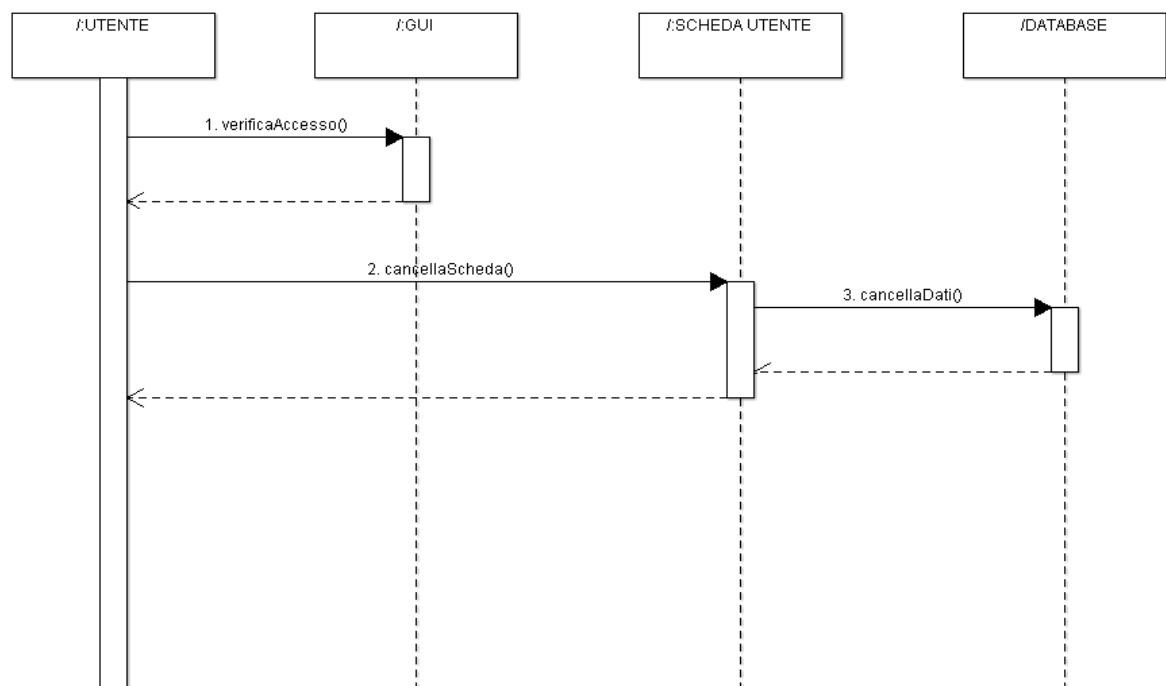 /:UTENTE
/:GUI
/:SCHEDA UTENTE
/DATABASE
1. verificaAccesso()
2. cancellaScheda()
3. cancellaDati()